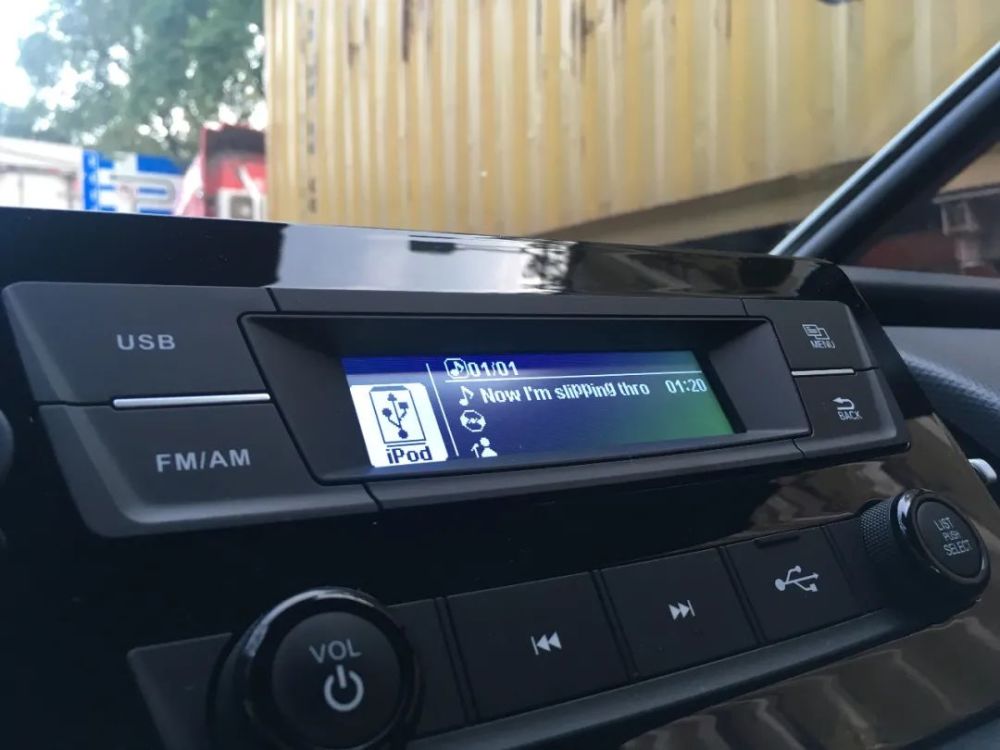 USB
FM/AM
01/01
Now I'm slipping thro 01:20
iPod
MENU
BACK
VOL
LIST
PUSH
SELECT